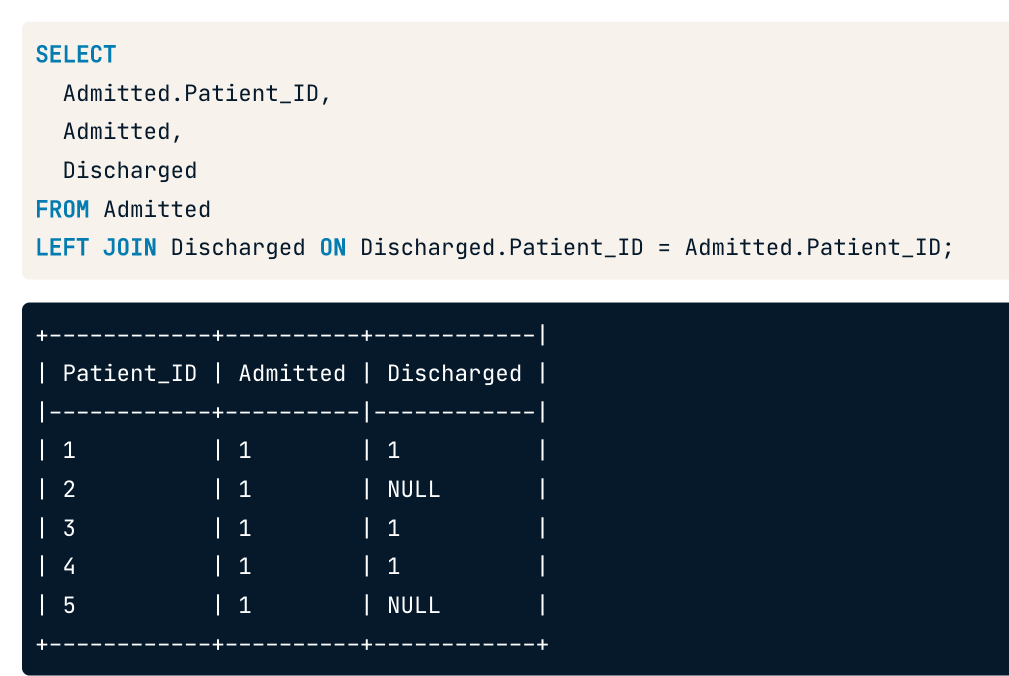 SELECT
  Admitted.Patient_ID,
  Admitted,
  Discharged
FROM Admitted
LEFT JOIN Discharged ON Discharged.Patient_ID = Admitted.Patient_ID;
+------------+----------+------------|
| Patient_ID | Admitted | Discharged |
|------------+----------|------------|
| 1          | 1        | 1          |
| 2          | 1        | NULL       |
| 3          | 1        | 1          |
| 4          | 1        | 1          |
| 5          | 1        | NULL       |
+------------+----------+------------+